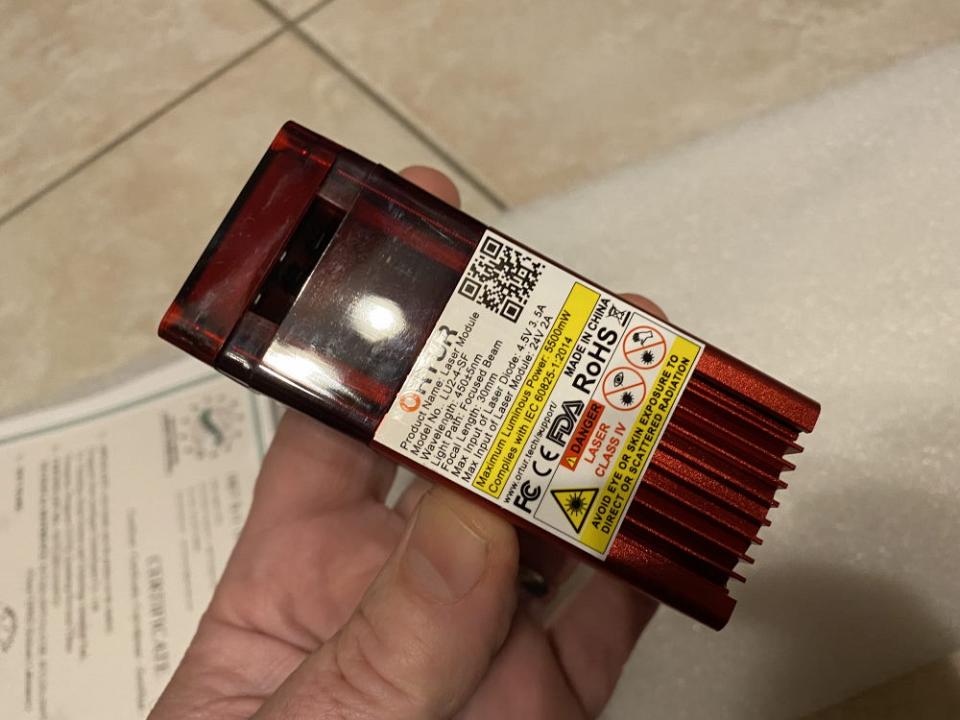 ORTUR
Product Name: Laser Module
Model No.: LU2-4-SF
Wavelength: 450±5nm
Light Path: Focused Beam
Focal Length: 30mm
Max Input of Laser Diode: 4.5V 3.5A
Max Input of Laser Module: 24V 2A
Maximum Luminous Power 5500mW
Complies with IEC 60825-1:2014
www.ortur.tech/support/
MADE IN CHINA
FC CE FDA RoHS
DANGER
LASER
CLASS IV
AVOID EYE OR SKIN EXPOSURE TO
DIRECT OR SCATTERED RADIATION
CERTIFICATE